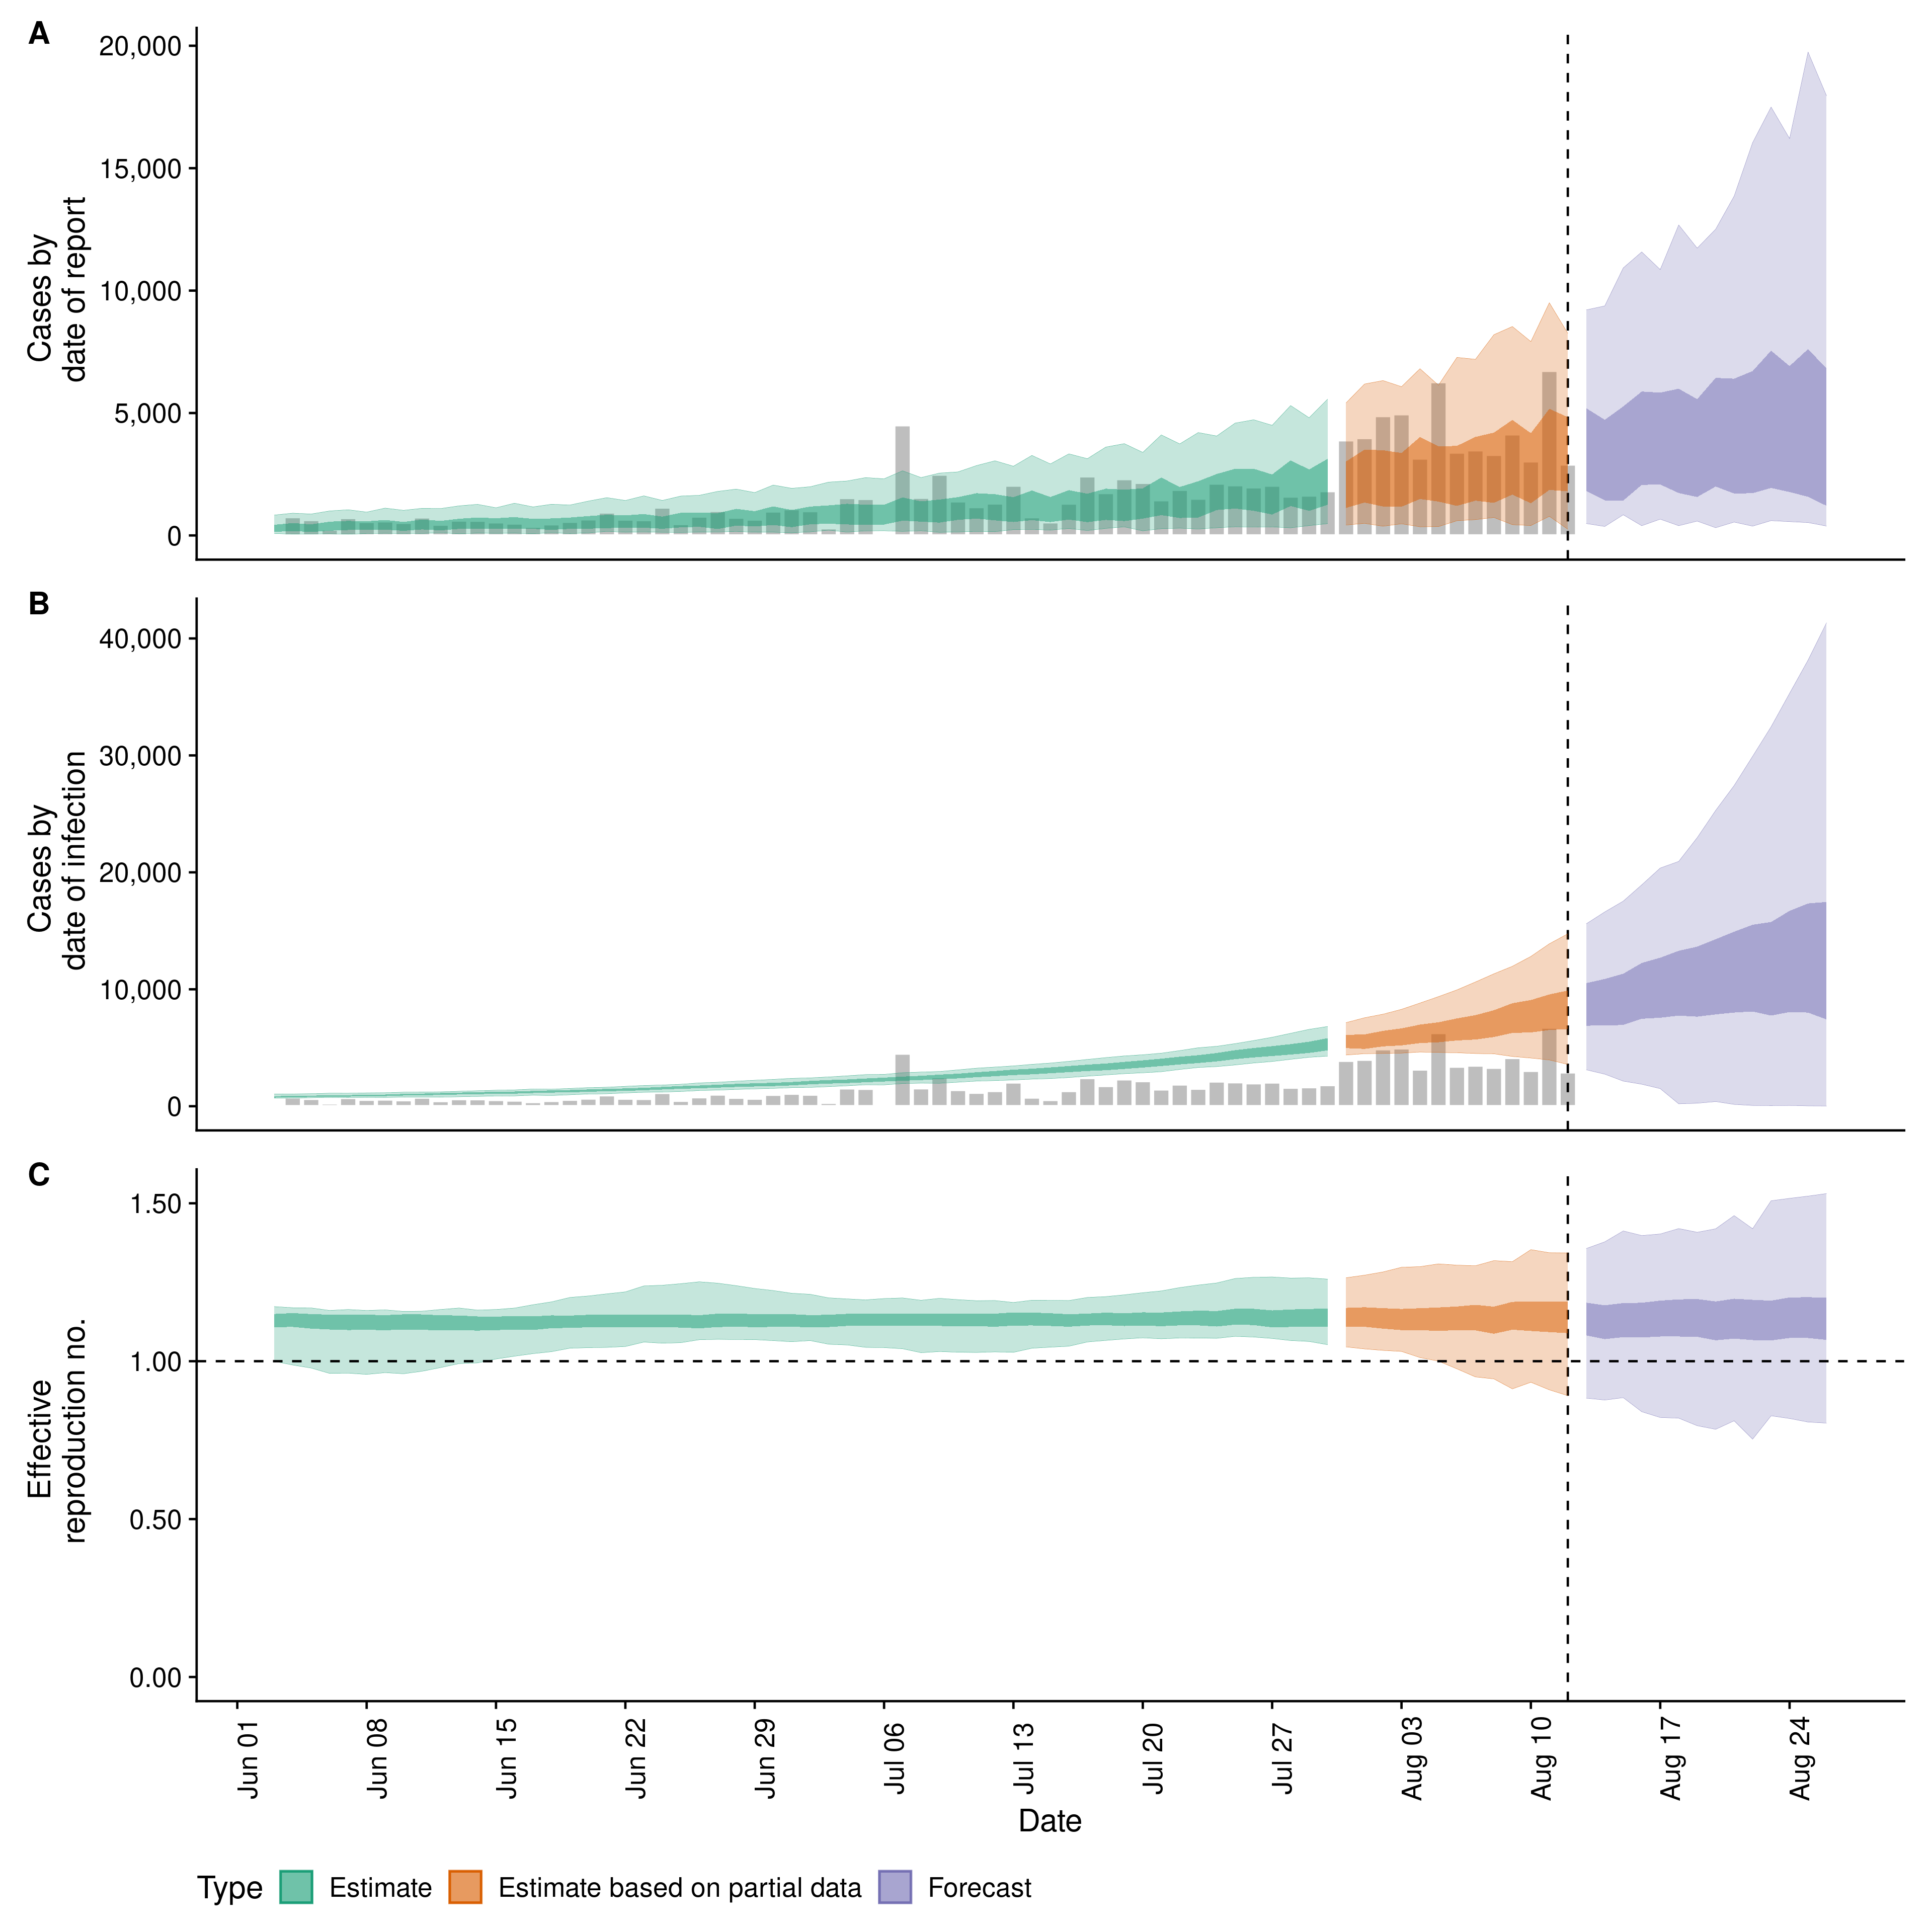 A
20,000
15,000
10,000
5,000
0
Cases by
date of report
B
40,000
30,000
20,000
10,000
0
Cases by
date of infection
C
1.50
1.00
0.50
0.00
Effective
reproduction no.
Jun 01
Jun 08
Jun 15
Jun 22
Jun 29
Jul 06
Jul 13
Jul 20
Jul 27
Aug 03
Aug 10
Aug 17
Aug 24
Date
Type Estimate Estimate based on partial data Forecast